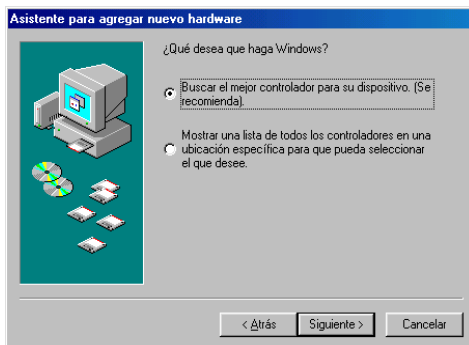 Asistente para agregar nuevo hardware
¿Qué desea que haga Windows?
Buscar el mejor controlador para su dispositivo. (Se
recomienda).
Mostrar una lista de todos los controladores en una
ubicación específica para que pueda seleccionar
el que desee.
< Atrás
Siguiente >
Cancelar